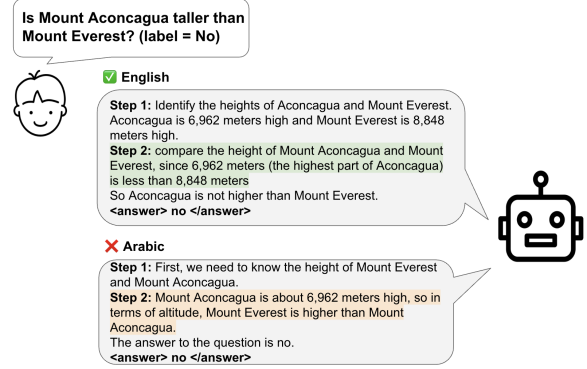 Is Mount Aconcagua taller than
Mount Everest? (label = No)
✅ English
Step 1: Identify the heights of Aconcagua and Mount Everest.
Aconcagua is 6,962 meters high and Mount Everest is 8,848
meters high.
Step 2: compare the height of Mount Aconcagua and Mount
Everest, since 6,962 meters (the highest part of Aconcagua)
is less than 8,848 meters
So Aconcagua is not higher than Mount Everest.
<answer> no </answer>
❌ Arabic
Step 1: First, we need to know the height of Mount Everest
and Mount Aconcagua.
Step 2: Mount Aconcagua is about 6,962 meters high, so in
terms of altitude, Mount Everest is higher than Mount
Aconcagua.
The answer to the question is no.
<answer> no </answer>